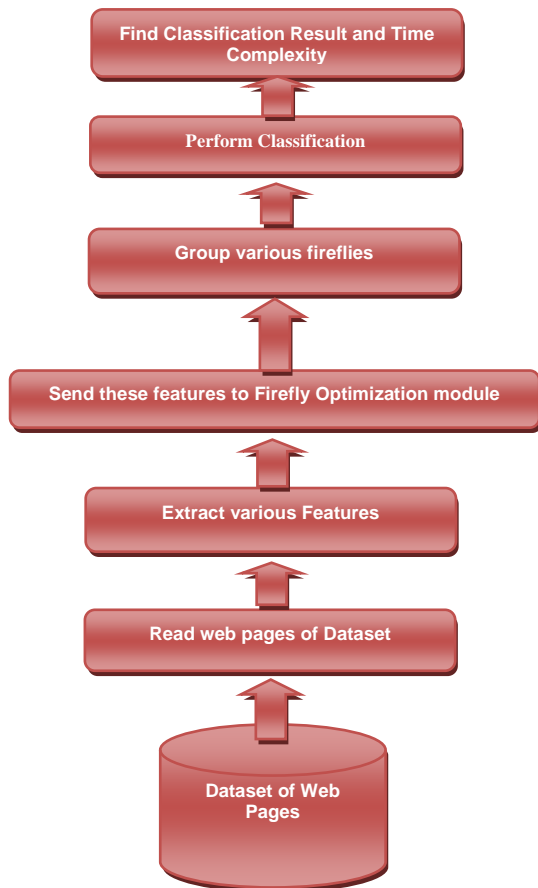 Find Classification Result and Time
Complexity
Perform Classification
Group various fireflies
Send these features to Firefly Optimization module
Extract various Features
Read web pages of Dataset
Dataset of Web
Pages